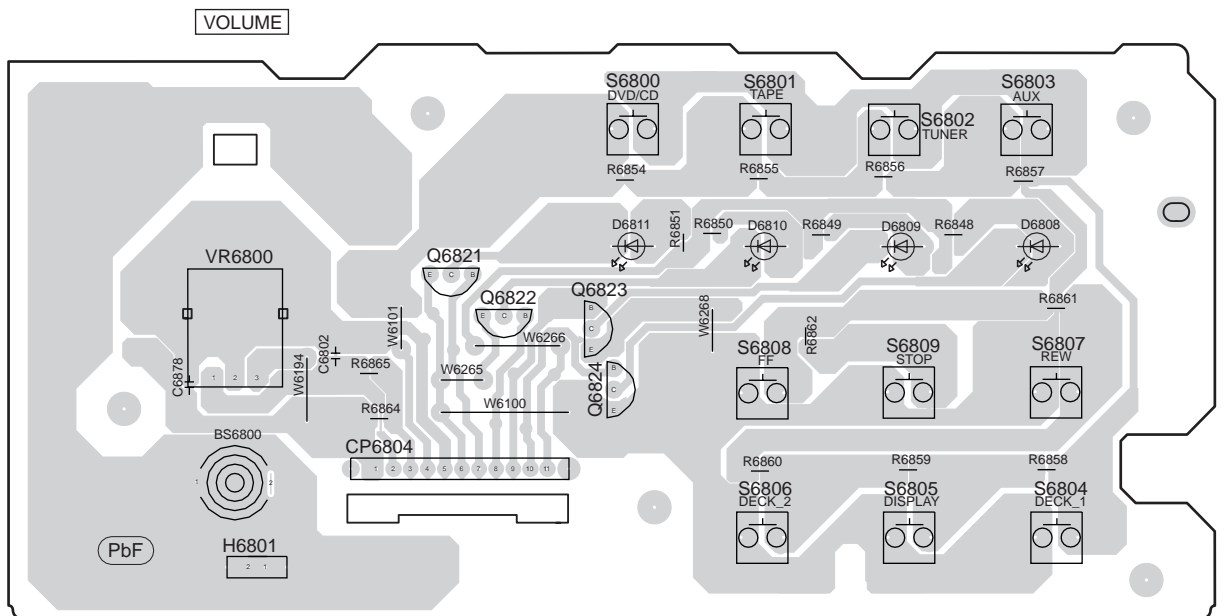 VOLUME
S6800
DVD/CD
S6801
TAPE
S6802
TUNER
S6803
AUX
R6854
R6855
R6856
R6857
D6811
R6851
R6850
D6810
R6849
D6809
R6848
D6808
VR6800
Q6821
E C B
Q6822
E C B
Q6823
B
C
E
R6861
W6101
W6266
W6268
R6862
C6802
C6878
1 2 3
W6194
R6865
W6265
Q6824
B
C
E
S6808
FF
S6809
STOP
S6807
REW
R6864
W6100
BS6800
1 2
CP6804
1 2 3 4 5 6 7 8 9 10 11
R6860
R6859
R6858
S6806
DECK_2
S6805
DISPLAY
S6804
DECK_1
PbF
H6801
2 1